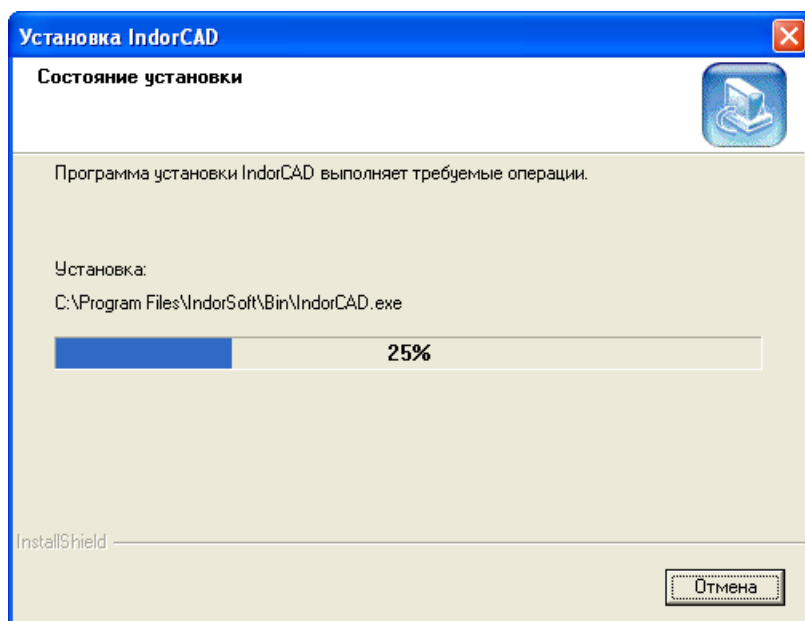 Установка IndorCAD
Состояние установки
Программа установки IndorCAD выполняет требуемые операции.
Установка:
C:\Program Files\IndorSoft\Bin\IndorCAD.exe
25%
InstallShield
Отмена